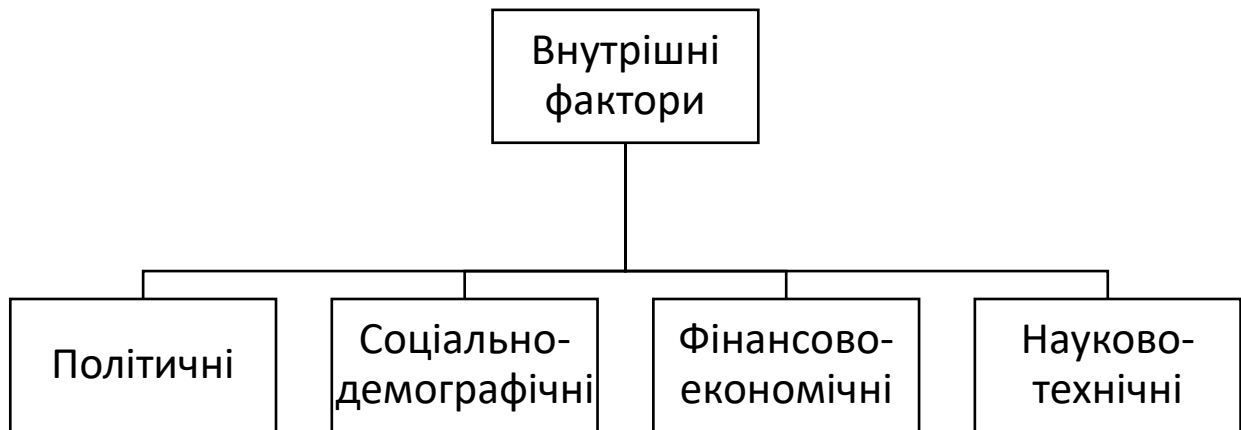 Внутрішні
фактори
Політичні
Соціально-
демографічні
Фінансово-
економічні
Науково-
технічні